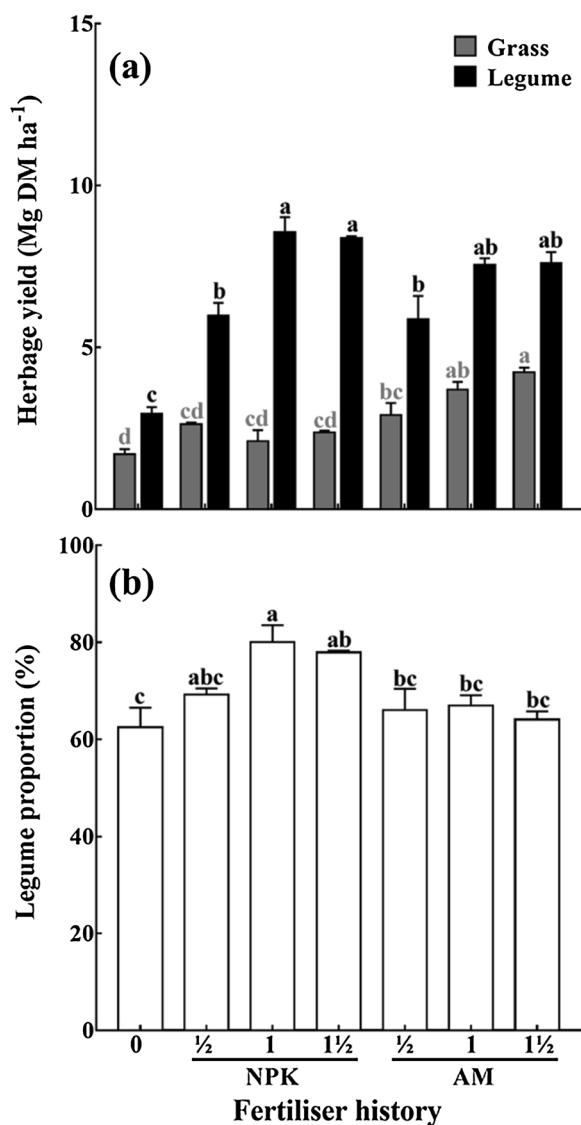 (a)
Grass
Legume
Herbage yield (Mg DM ha⁻¹)
15
10
5
0
d c cd b cd a cd a bc b ab ab a ab
(b)
Legume proportion (%)
100
80
60
40
20
0
c abc a ab bc bc bc
0 ½ 1 1½ ½ 1 1½
NPK AM
Fertiliser history